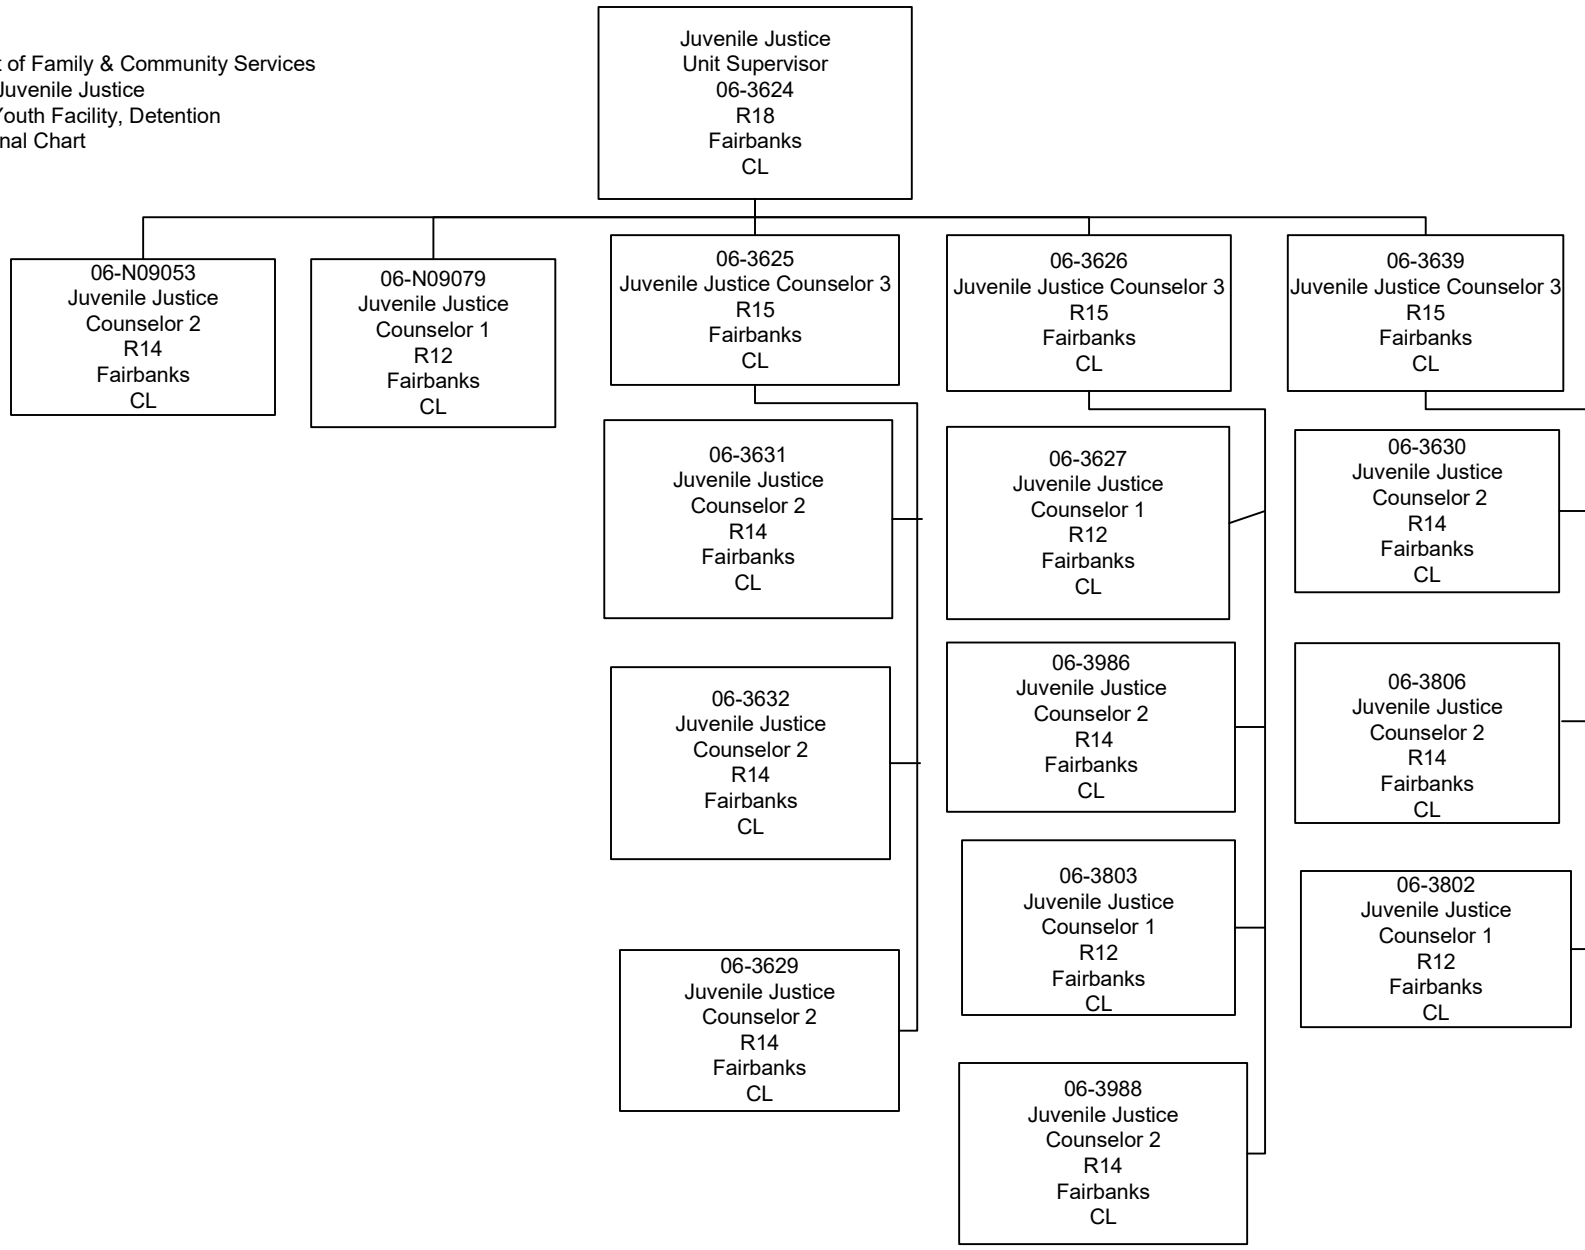 of Family & Community Services
Juvenile Justice
Youth Facility, Detention
nal Chart
Juvenile Justice
Unit Supervisor
06-3624
R18
Fairbanks
CL
06-N09053
Juvenile Justice
Counselor 2
R14
Fairbanks
CL
06-N09079
Juvenile Justice
Counselor 1
R12
Fairbanks
CL
06-3625
Juvenile Justice Counselor 3
R15
Fairbanks
CL
06-3626
Juvenile Justice Counselor 3
R15
Fairbanks
CL
06-3639
Juvenile Justice Counselor 3
R15
Fairbanks
CL
06-3631
Juvenile Justice
Counselor 2
R14
Fairbanks
CL
06-3627
Juvenile Justice
Counselor 1
R12
Fairbanks
CL
06-3630
Juvenile Justice
Counselor 2
R14
Fairbanks
CL
06-3632
Juvenile Justice
Counselor 2
R14
Fairbanks
CL
06-3986
Juvenile Justice
Counselor 2
R14
Fairbanks
CL
06-3806
Juvenile Justice
Counselor 2
R14
Fairbanks
CL
06-3629
Juvenile Justice
Counselor 2
R14
Fairbanks
CL
06-3803
Juvenile Justice
Counselor 1
R12
Fairbanks
CL
06-3802
Juvenile Justice
Counselor 1
R12
Fairbanks
CL
06-3988
Juvenile Justice
Counselor 2
R14
Fairbanks
CL